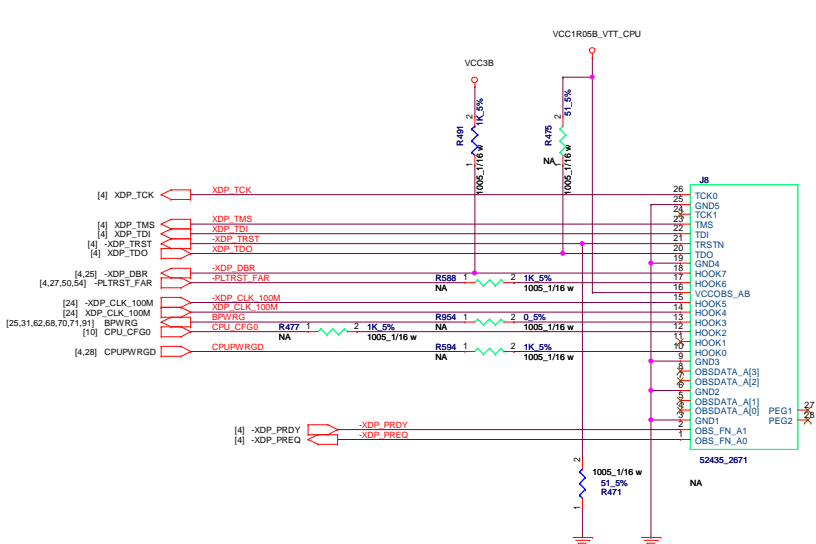 VCC1R05B_VTT_CPU
VCC3B
R491
1
2
1K_5%
1005_1/16 w
R475
1
2
51_5%
1005_1/16 w
NA
J8
[4] XDP_TCK XDP_TCK 26 TCK0
25 GND5
24 TCK1
[4] XDP_TMS XDP_TMS 23 TMS
[4] XDP_TDI XDP_TDI 22 TDI
[4] -XDP_TRST -XDP_TRST 21 TRSTN
[4] XDP_TDO XDP_TDO 20 TDO
19 GND4
[4,25] -XDP_DBR -XDP_DBR 18 HOOK7
[4,27,50,54] -PLTRST_FAR -PLTRST_FAR R588 1 2 1K_5% 17 HOOK6
NA 1005_1/16 w
16 VCCOBS_AB
[24] -XDP_CLK_100M -XDP_CLK_100M 15 HOOK5
[24] XDP_CLK_100M XDP_CLK_100M 14 HOOK4
[25,31,62,68,70,71,91] BPWRG BPWRG R954 1 2 0_5% 13 HOOK3
NA 1005_1/16 w
[10] CPU_CFG0 CPU_CFG0 R477 1 2 1K_5% 12 HOOK2
NA 1005_1/16 w
11 HOOK1
[4,28] CPUPWRGD CPUPWRGD R594 1 2 1K_5% 10 HOOK0
NA 1005_1/16 w
9 GND3
8 OBSDATA_A[3]
7 OBSDATA_A[2]
6 GND2
5 OBSDATA_A[1]
4 OBSDATA_A[0] PEG1 27
3 GND1 PEG2 28
[4] -XDP_PRDY -XDP_PRDY 2 OBS_FN_A1
[4] -XDP_PREQ -XDP_PREQ 1 OBS_FN_A0
52435_2671
NA
2
1005_1/16 w
51_5%
R471
1